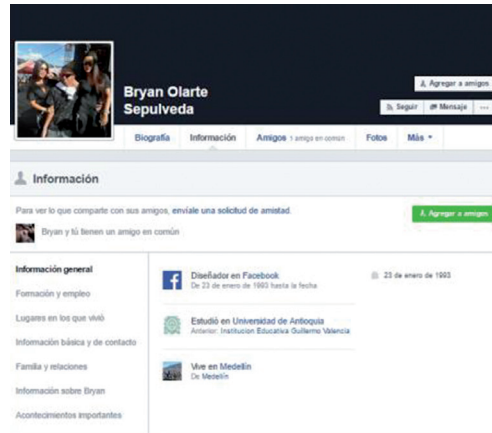 Bryan Olarte
Sepulveda
Agregar a amigos
Seguir Mensaje ...
Biografía Información Amigos 1 amigo en común Fotos Más
Información
Para ver lo que comparte con sus amigos, envíale una solicitud de amistad.
Agregar a amigos
Bryan y tú tienen un amigo en común
Información general
Formación y empleo
Lugares en los que vivió
Información básica y de contacto
Familia y relaciones
Información sobre Bryan
Acontecimientos importantes
Diseñador en Facebook
De 23 de enero de 1993 hasta la fecha
Estudió en Universidad de Antioquia
Anterior: Institucion Educativa Guillermo Valencia
Vive en Medellín
De Medellín
23 de enero de 1993